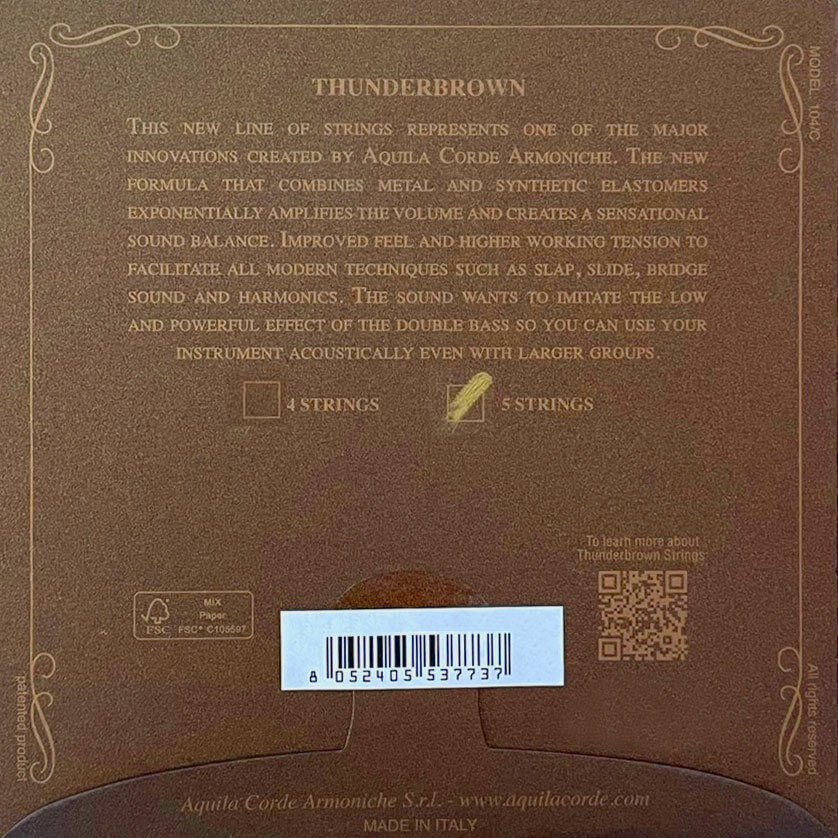 THUNDERBROWN
THIS NEW LINE OF STRINGS REPRESENTS ONE OF THE MAJOR
INNOVATIONS CREATED BY AQUILA CORDE ARMONICHE. THE NEW
FORMULA THAT COMBINES METAL AND SYNTHETIC ELASTOMERS
EXPONENTIALLY AMPLIFIES THE VOLUME AND CREATES A SENSATIONAL
SOUND BALANCE. IMPROVED FEEL AND HIGHER WORKING TENSION TO
FACILITATE ALL MODERN TECHNIQUES SUCH AS SLAP, SLIDE, BRIDGE
SOUND AND HARMONICS. THE SOUND WANTS TO IMITATE THE LOW
AND POWERFUL EFFECT OF THE DOUBLE BASS SO YOU CAN USE YOUR
INSTRUMENT ACOUSTICALLY EVEN WITH LARGER GROUPS.
4 STRINGS
5 STRINGS
To learn more about
Thunderbrown Strings
MIX
Paper
FSC FSC® C105597
8 052405 537737
Aquila Corde Armoniche S.r.l. - www.aquilacorde.com
MADE IN ITALY
patented product
MODEL 104/C
All rights reserved